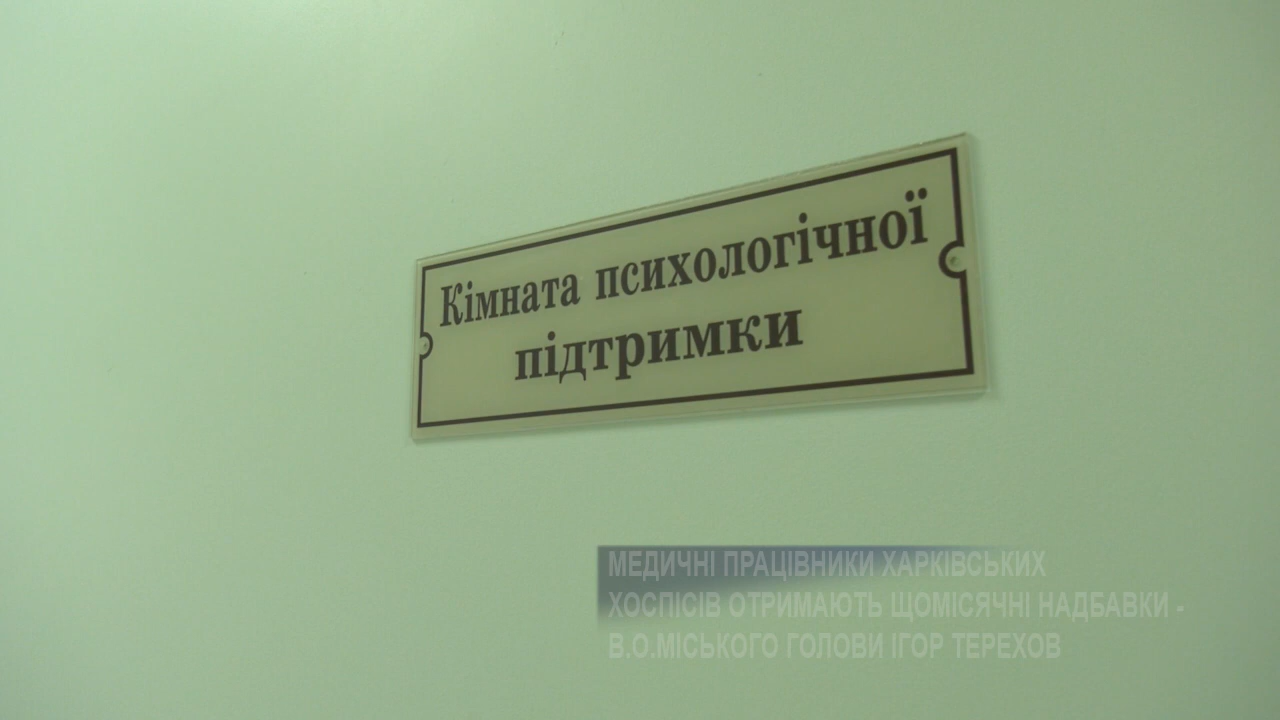 Кімната психологічної
підтримки
МЕДИЧНІ ПРАЦІВНИКИ ХАРКІВСЬКИХ
ХОСПІСІВ ОТРИМАЮТЬ ЩОМІСЯЧНІ НАДБАВКИ -
В.О.МІСЬКОГО ГОЛОВИ ІГОР ТЕРЕХОВ